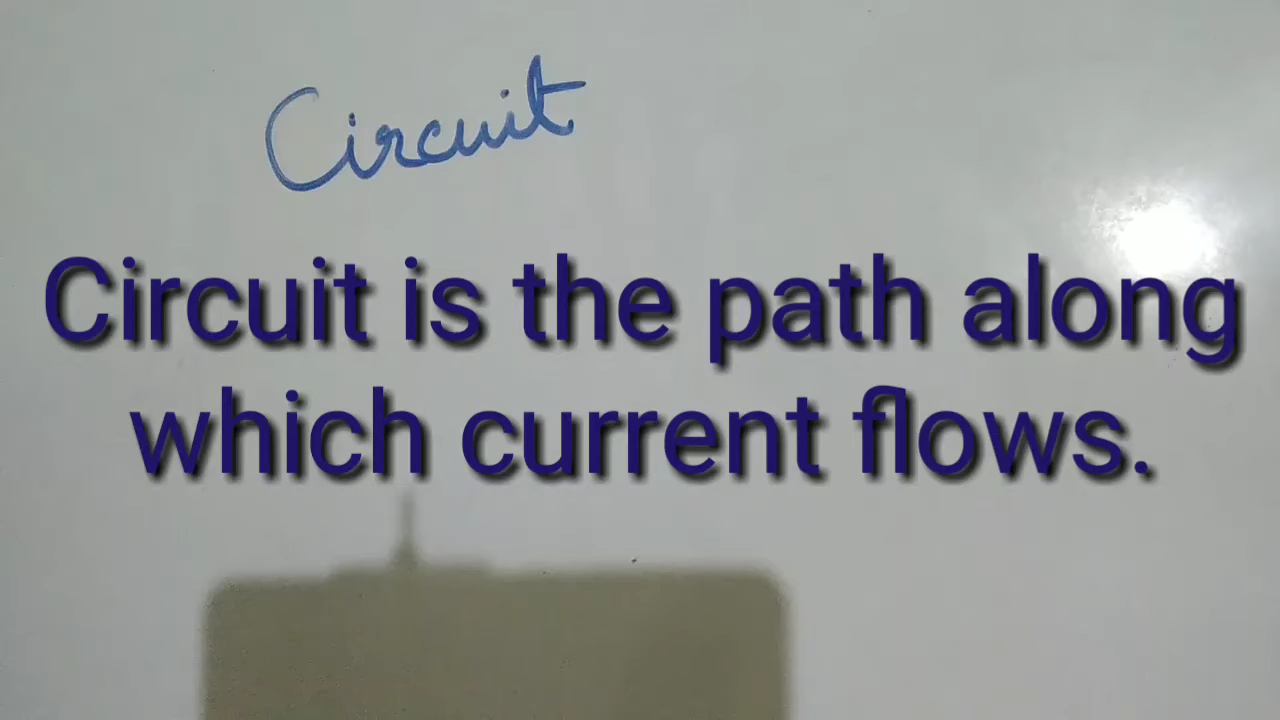 Circuit
Circuit is the path along
which current flows.